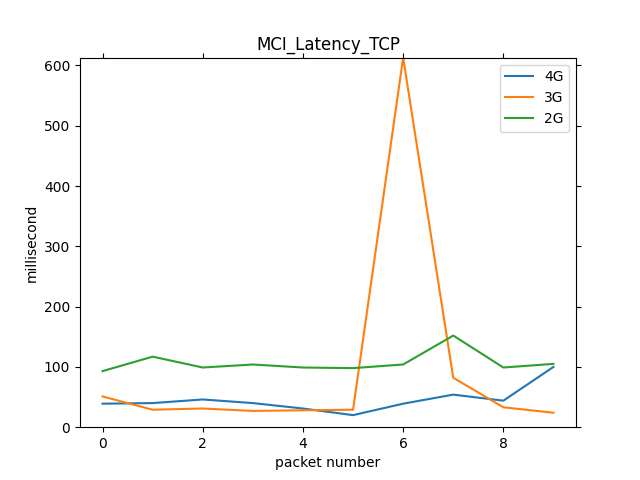 MCI_Latency_TCP
4G
3G
2G
600
500
400
300
200
100
0
millisecond
0 2 4 6 8
packet number